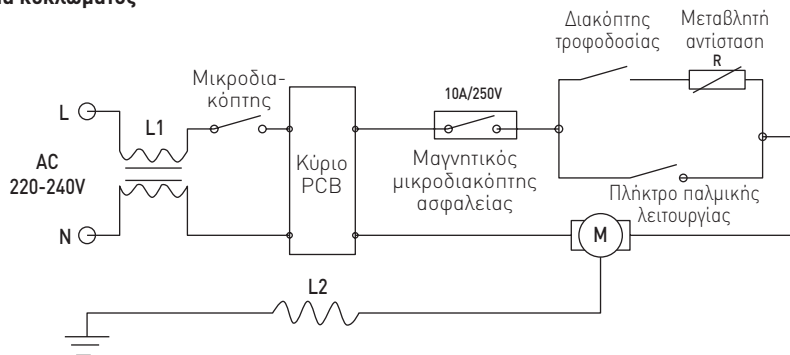 Διακόπτης
τροφοδοσίας
Μεταβλητή
αντίσταση
R
Μικροδια-
κόπτης
10A/250V
L
L1
AC
220-240V
Κύριο
PCB
Μαγνητικός
μικροδιακόπτης
ασφαλείας
Πλήκτρο παλμικής
λειτουργίας
N
M
L2